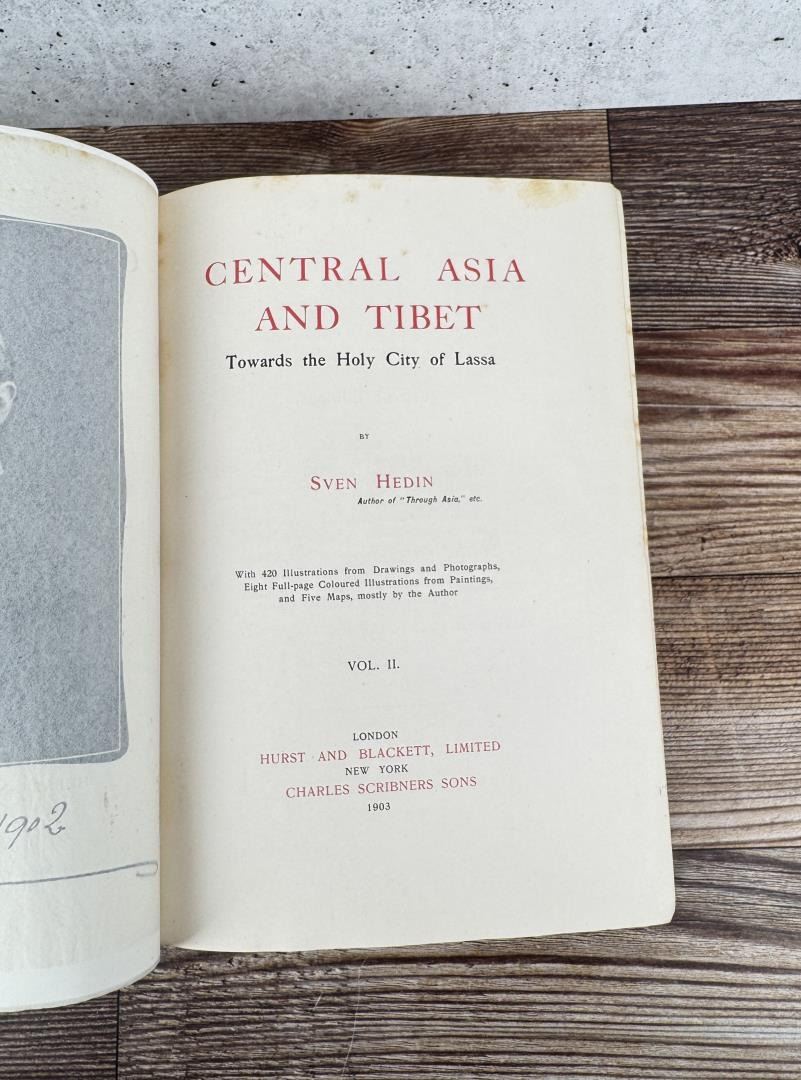 CENTRAL ASIA
AND TIBET
Towards the Holy City of Lassa
BY
SVEN HEDIN
Author of "Through Asia," etc.
With 420 Illustrations from Drawings and Photographs,
Eight Full-page Coloured Illustrations from Paintings,
and Five Maps, mostly by the Author
VOL. II.
LONDON
HURST AND BLACKETT, LIMITED
NEW YORK
CHARLES SCRIBNERS SONS
1903
1902